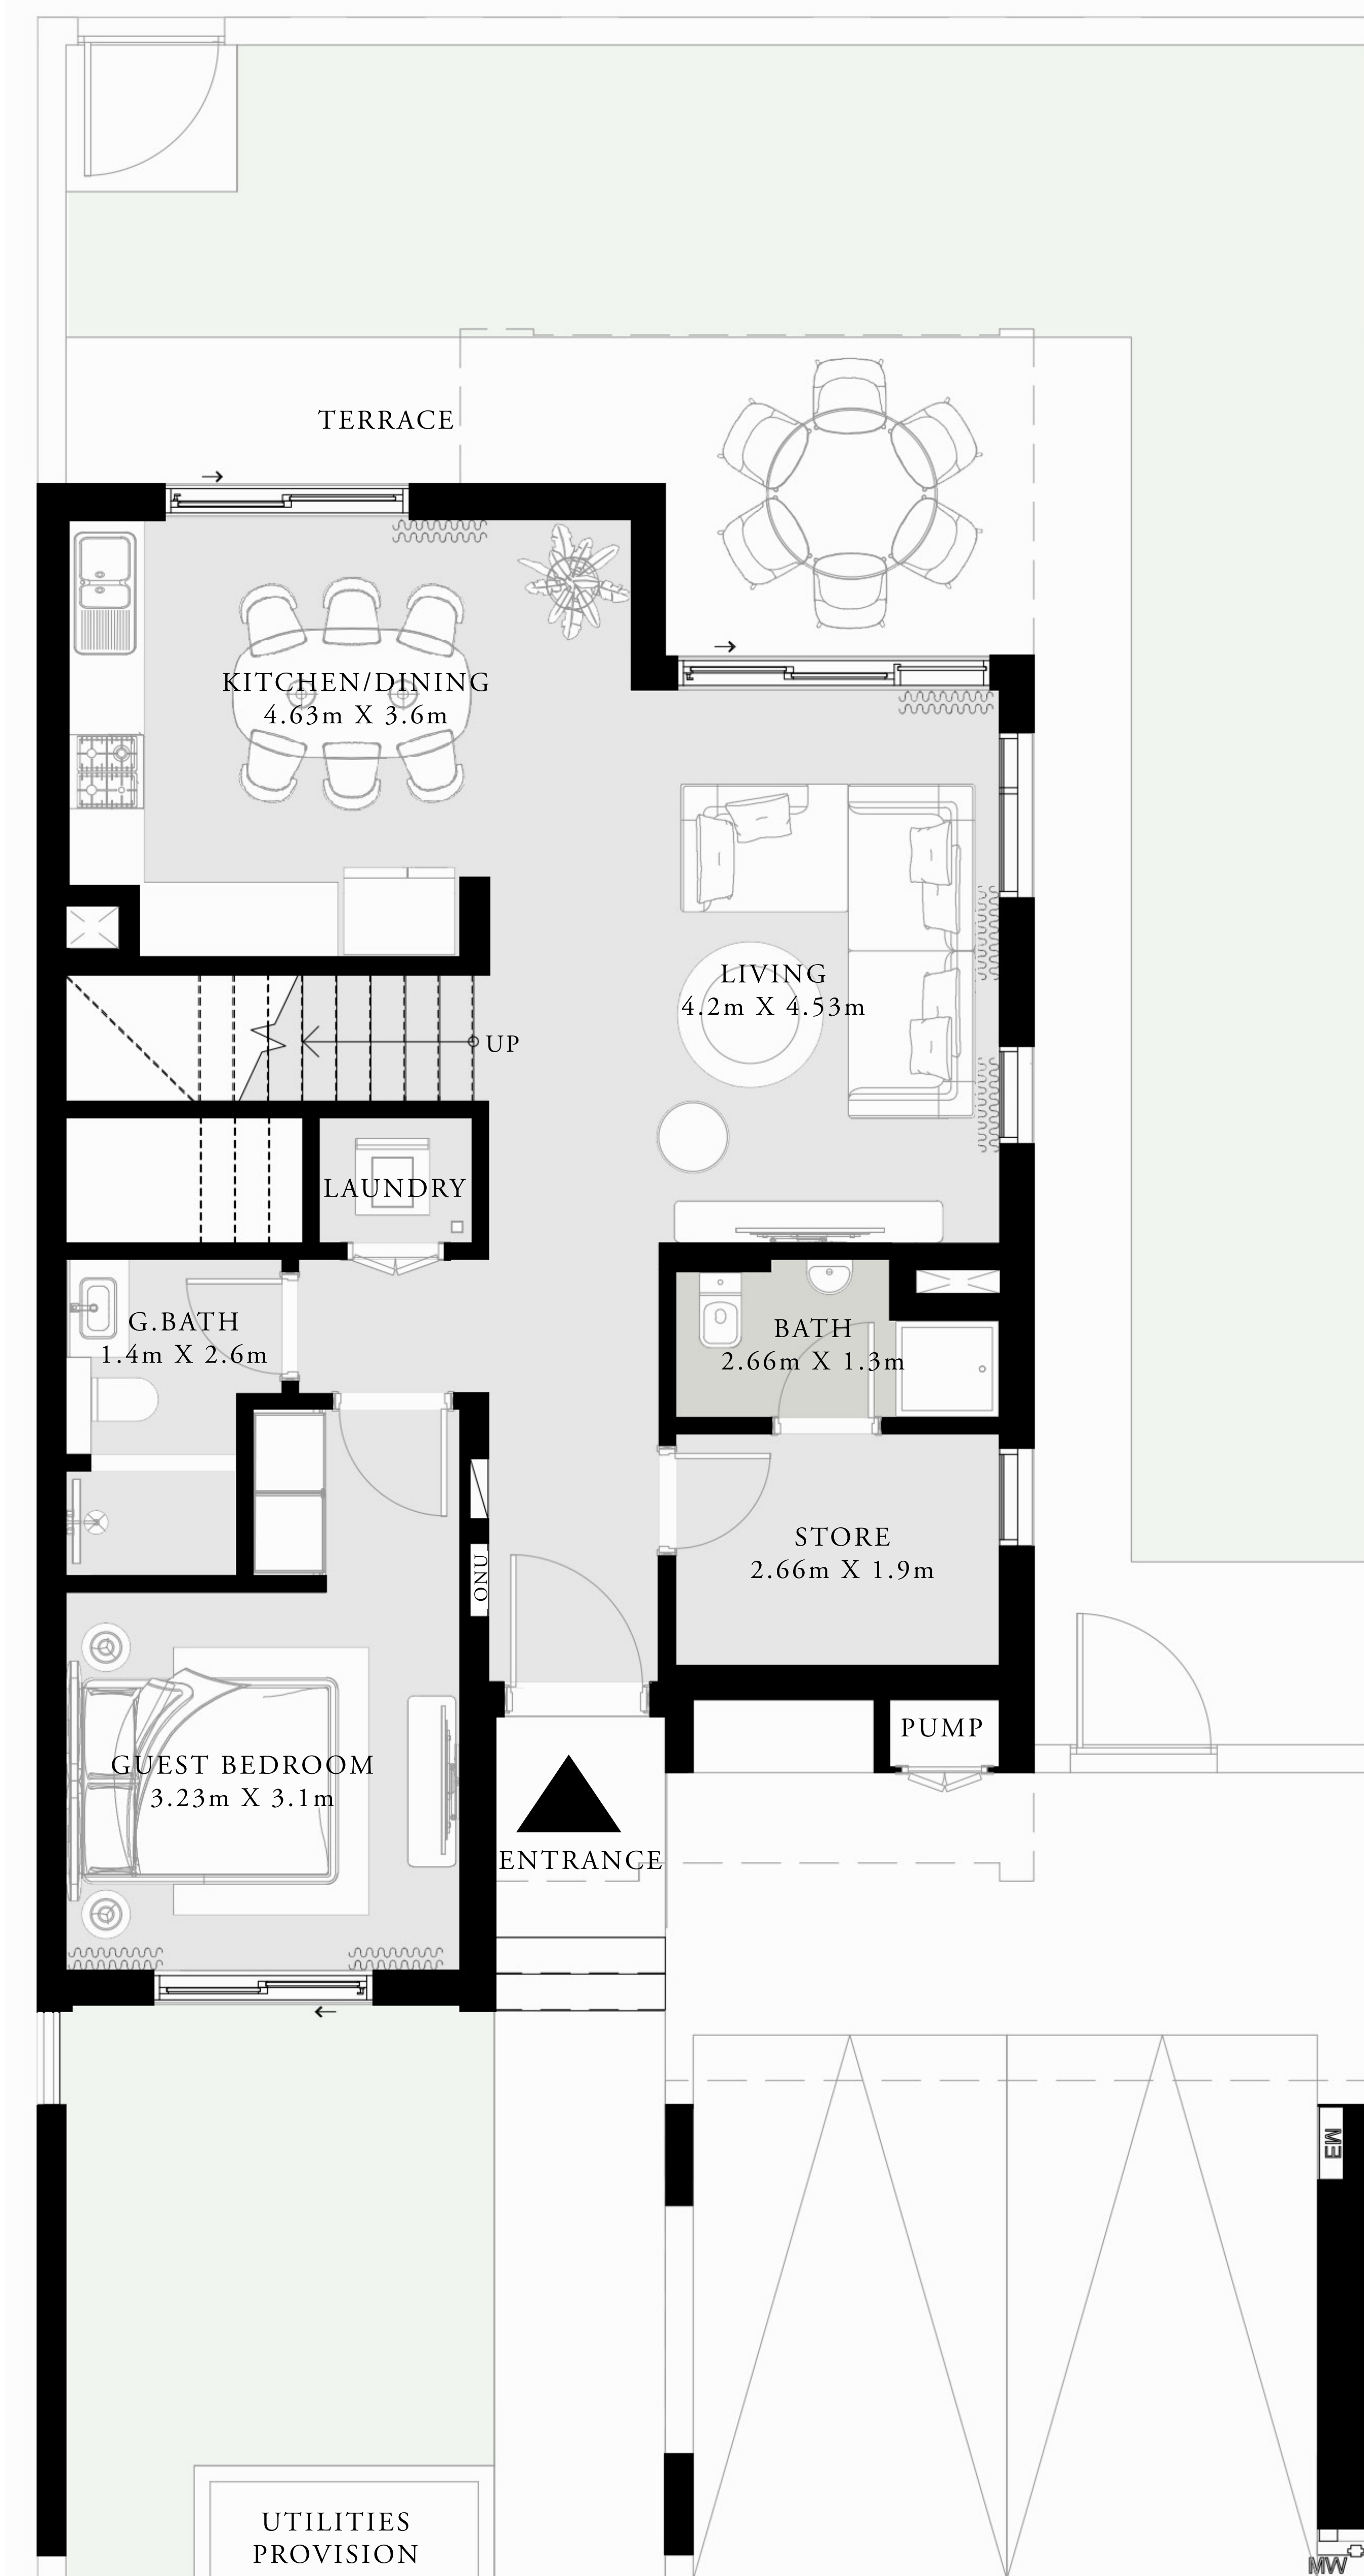 TERRACE
KITCHEN/DINING
4.63m X 3.6m
LIVING
4.2m X 4.53m
UP
LAUNDRY
G.BATH
1.4m X 2.6m
BATH
2.66m X 1.3m
STORE
2.66m X 1.9m
ONU
PUMP
GUEST BEDROOM
3.23m X 3.1m
ENTRANCE
EM
UTILITIES
PROVISION
MW